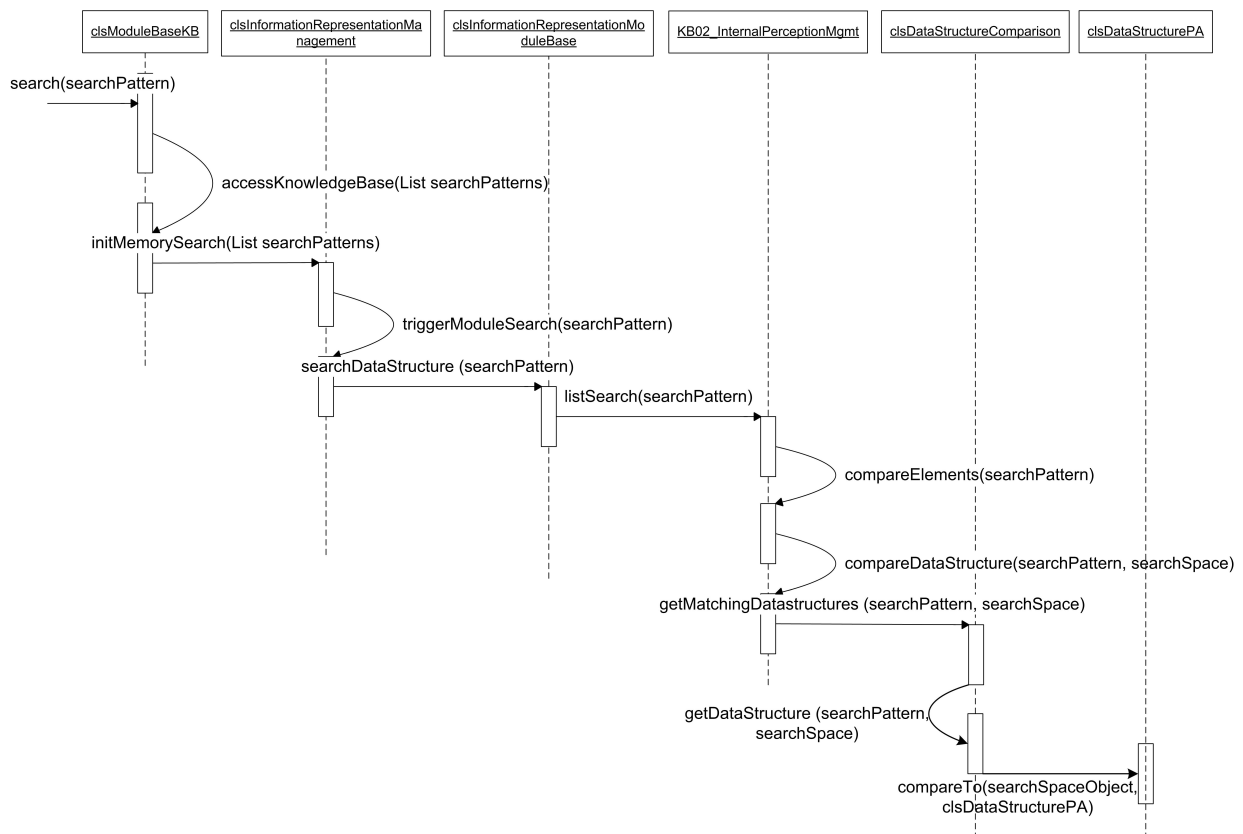 clsModuleBaseKB
clsInformationRepresentationMa
nagement
clsInformationRepresentationMo
duleBase
KB02_InternalPerceptionMgmt
clsDataStructureComparison
clsDataStructurePA
search(searchPattern)
accessKnowledgeBase(List searchPatterns)
initMemorySearch(List searchPatterns)
triggerModuleSearch(searchPattern)
searchDataStructure (searchPattern)
listSearch(searchPattern)
compareElements(searchPattern)
compareDataStructure(searchPattern, searchSpace)
getMatchingDatastructures (searchPattern, searchSpace)
getDataStructure (searchPattern,
searchSpace)
compareTo(searchSpaceObject,
clsDataStructurePA)